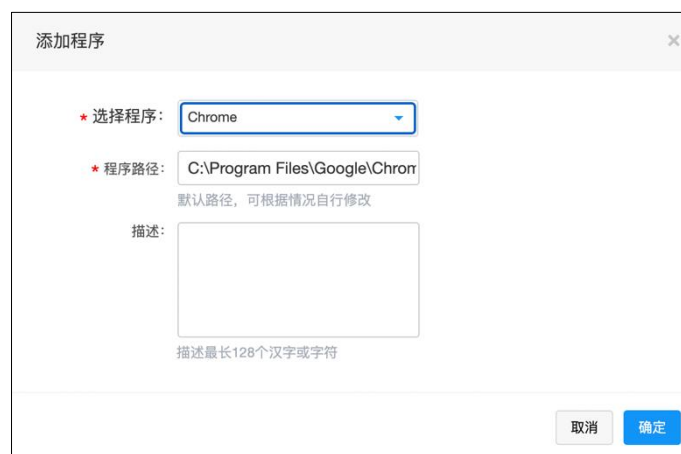 添加程序 ×
* 选择程序: Chrome
* 程序路径: C:\Program Files\Google\Chrom
默认路径，可根据情况自行修改
描述:
描述最长128个汉字或字符
取消 确定